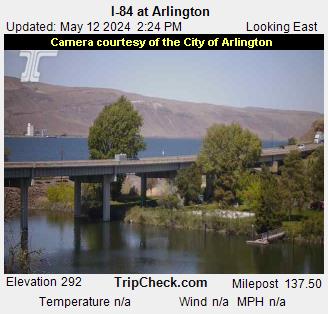 I-84 at Arlington
Updated: May 12 2024 2:24 PM Looking East
Camera courtesy of the City of Arlington
Elevation 292 TripCheck.com Milepost 137.50
Temperature n/a Wind n/a MPH n/a